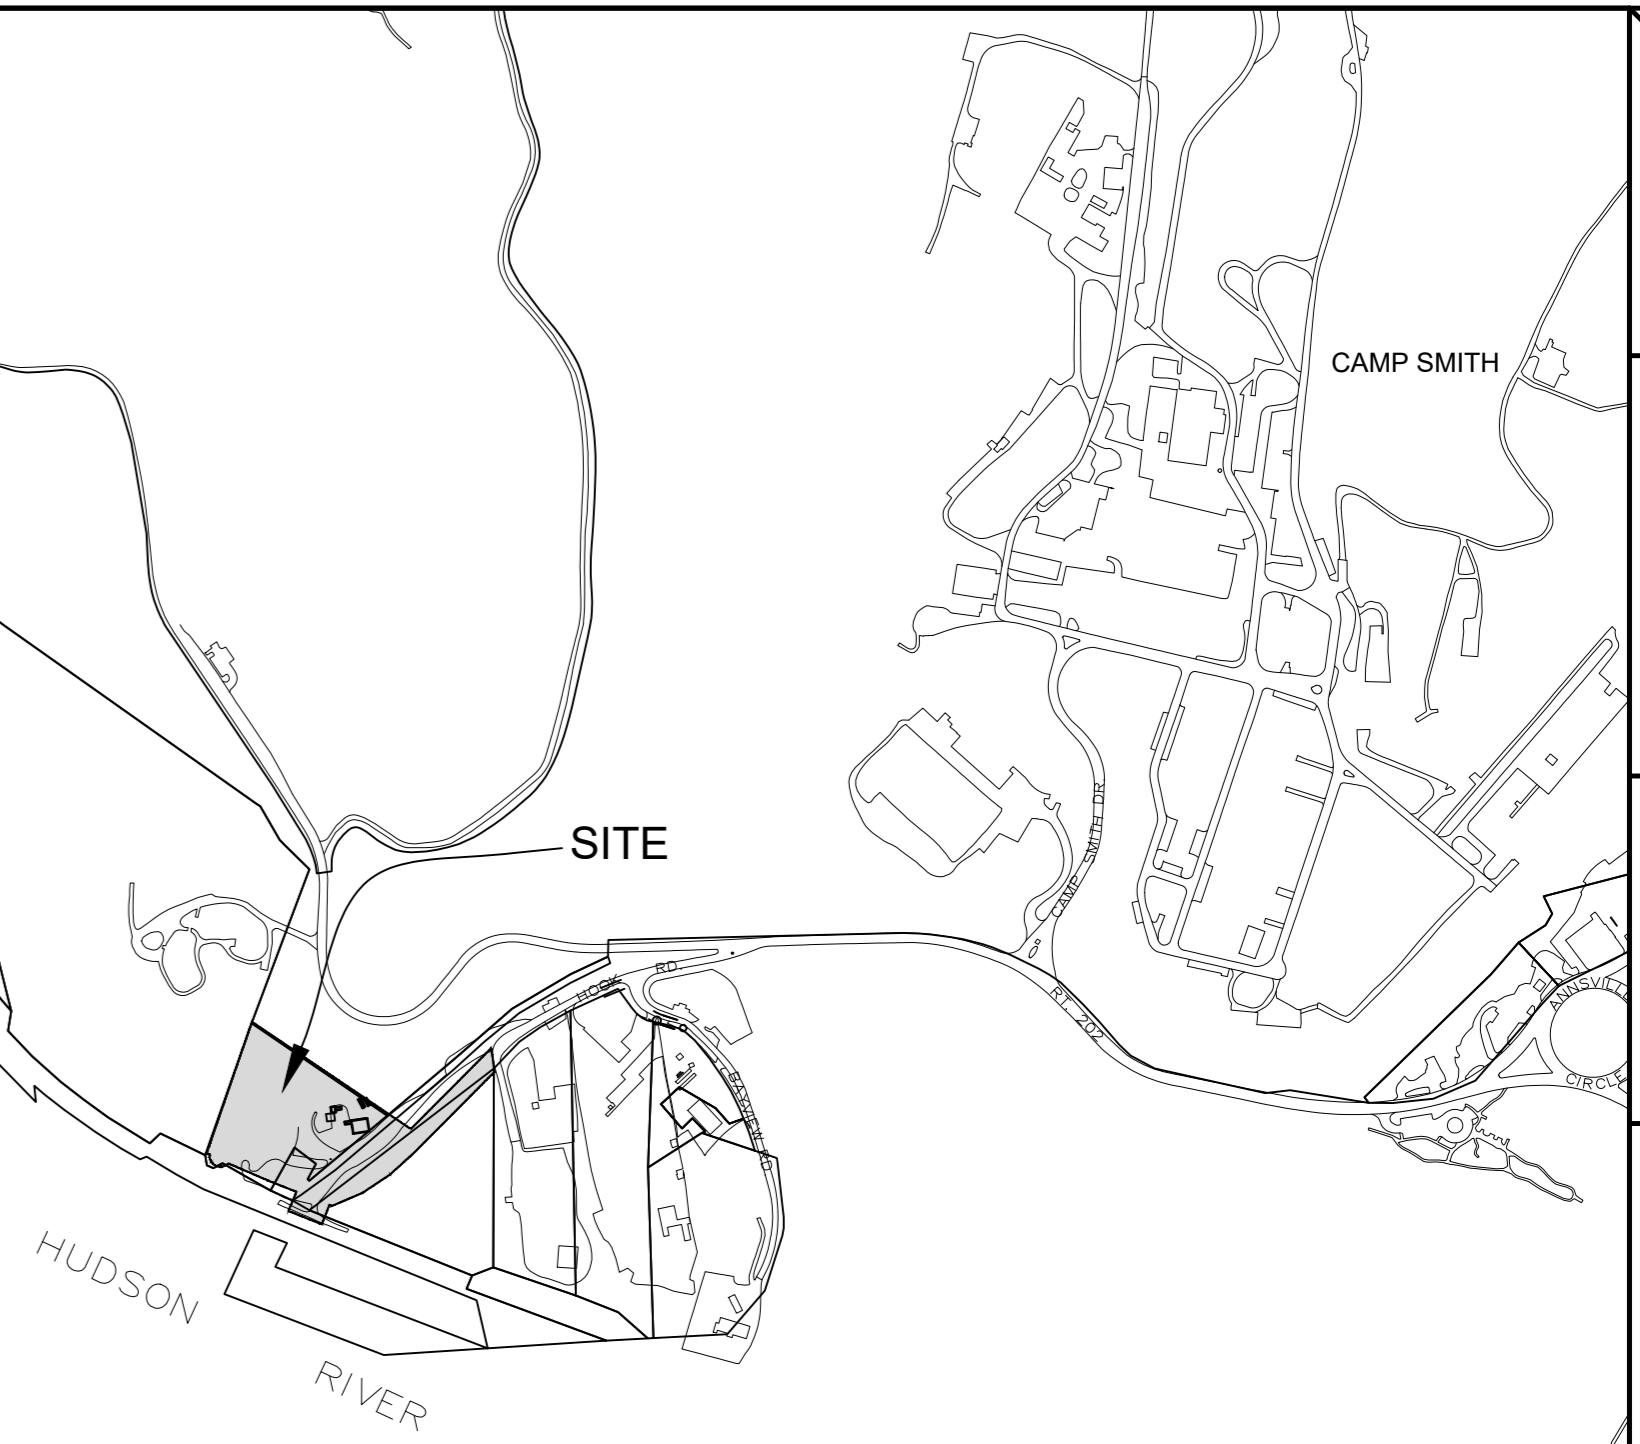 CAMP SMITH
SITE
CAMP SMITH DR.
HOOK RD.
RT. 202
ANNSVILLE
CIRCLE
BAYVIEW RD
HUDSON
RIVER